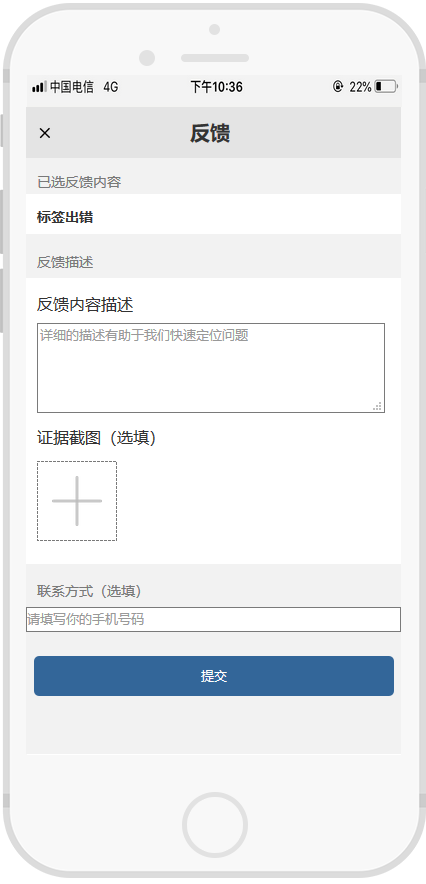 中国电信 4G 下午10:36 22%
× 反馈
已选反馈内容
标签出错
反馈描述
反馈内容描述
详细的描述有助于我们快速定位问题
证据截图（选填）
联系方式（选填）
请填写你的手机号码
提交